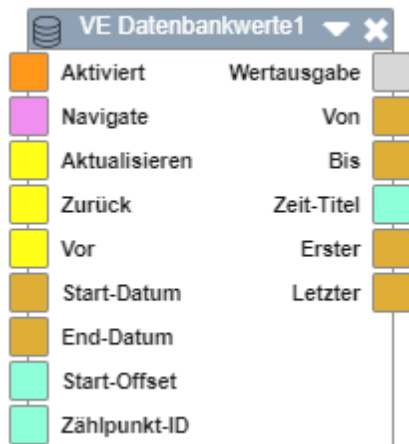 VE Datenbankwerte1
Aktiviert Wertausgabe
Navigate Von
Aktualisieren Bis
Zurück Zeit-Titel
Vor Erster
Start-Datum Letzter
End-Datum
Start-Offset
Zählpunkt-ID